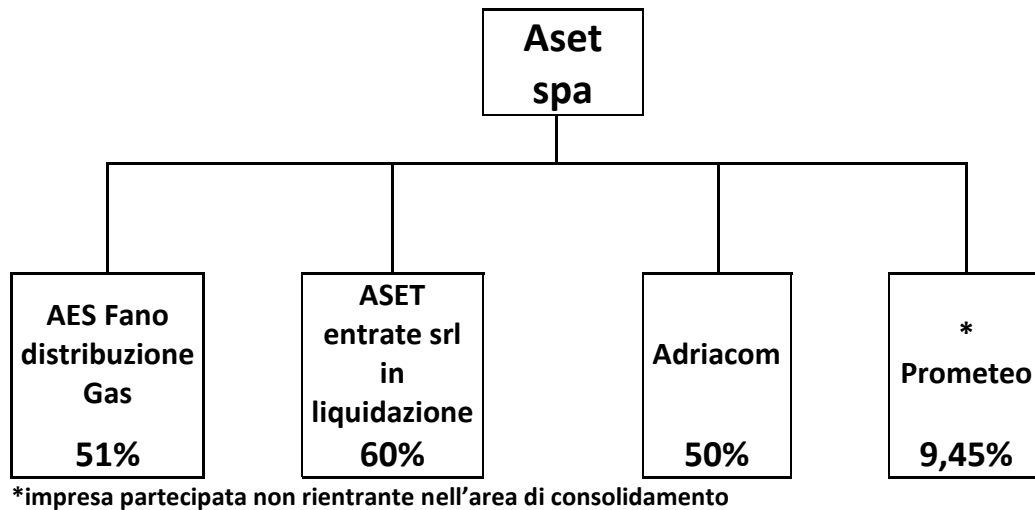 Aset
spa
AES Fano
distribuzione
Gas
51%
ASET
entrate srl
in
liquidazione
60%
Adriacom
50%
*
Prometeo
9,45%
*impresa partecipata non rientrante nell’area di consolidamento